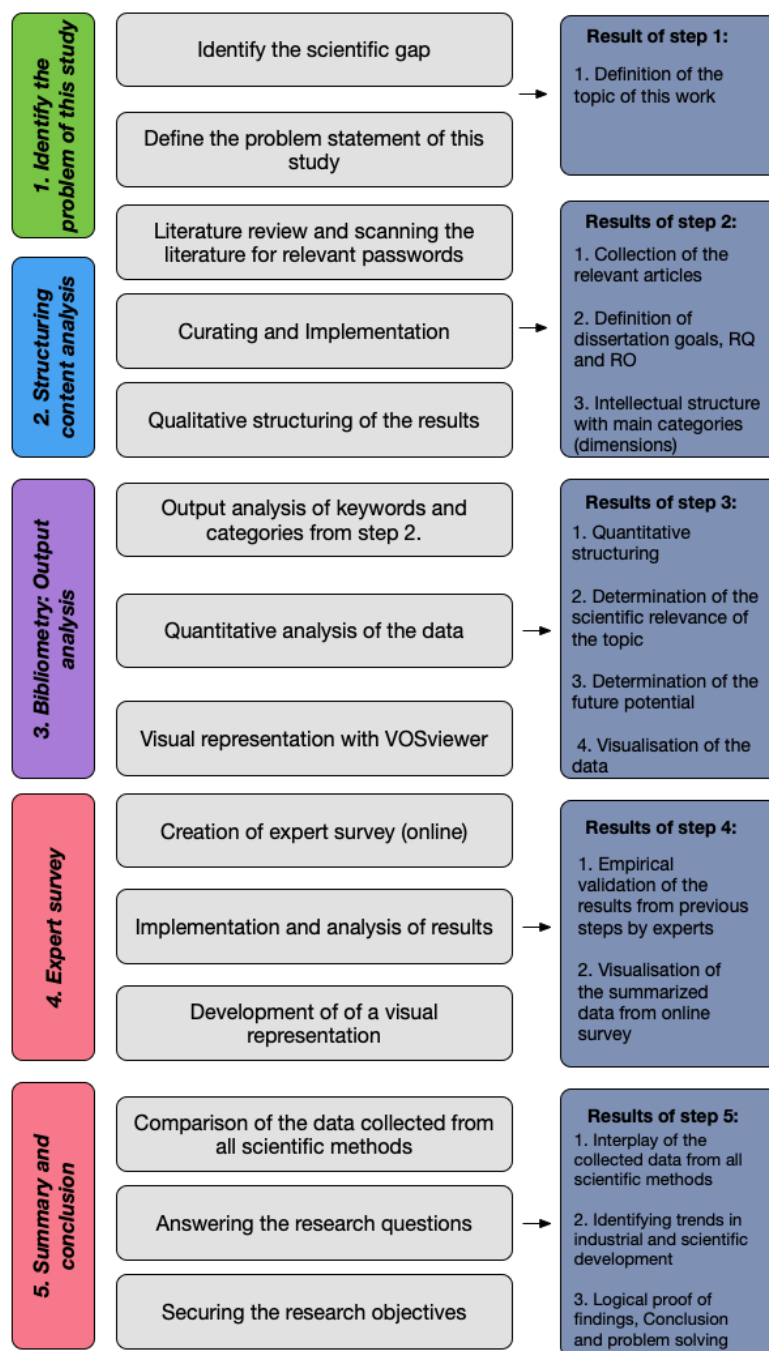 1. Identify the
problem of this study
Identify the scientific gap
Define the problem statement of this
study
Result of step 1:
1. Definition of the
topic of this work
2. Structuring
content analysis
Literature review and scanning the
literature for relevant passwords
Curating and Implementation
Qualitative structuring of the results
Results of step 2:
1. Collection of the
relevant articles
2. Definition of
dissertation goals, RQ
and RO
3. Intellectual structure
with main categories
(dimensions)
3. Bibliometry: Output
analysis
Output analysis of keywords and
categories from step 2.
Quantitative analysis of the data
Visual representation with VOSviewer
Results of step 3:
1. Quantitative
structuring
2. Determination of the
scientific relevance of
the topic
3. Determination of the
future potential
4. Visualisation of the
data
4. Expert survey
Creation of expert survey (online)
Implementation and analysis of results
Development of of a visual
representation
Results of step 4:
1. Empirical
validation of the
results from previous
steps by experts
2. Visualisation of
the summarized
data from online
survey
5. Summary and
conclusion
Comparison of the data collected from
all scientific methods
Answering the research questions
Securing the research objectives
Results of step 5:
1. Interplay of the
collected data from all
scientific methods
2. Identifying trends in
industrial and scientific
development
3. Logical proof of
findings, Conclusion
and problem solving